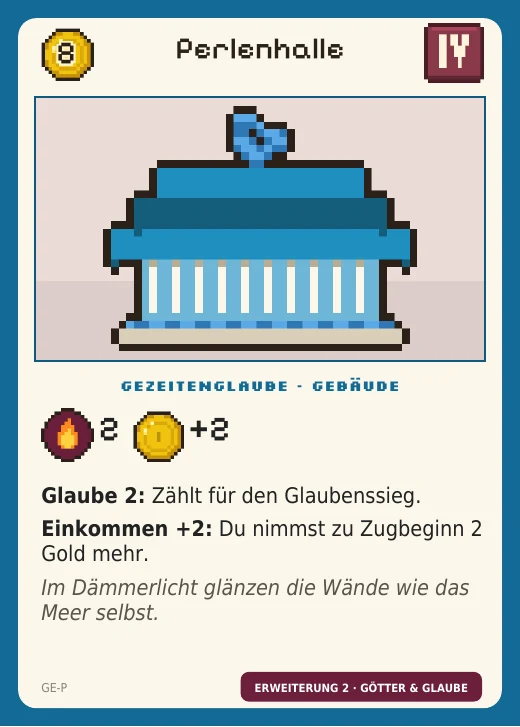 8
Perlenhalle
IV
GEZEITENGLAUBE - GEBÄUDE
2 +2
Glaube 2: Zählt für den Glaubenssieg.
Einkommen +2: Du nimmst zu Zugbeginn 2
Gold mehr.
Im Dämmerlicht glänzen die Wände wie das
Meer selbst.
GE-P
ERWEITERUNG 2 · GÖTTER & GLAUBE